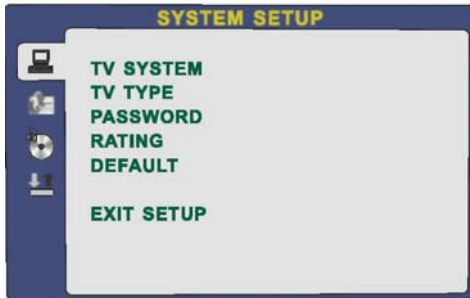 SYSTEM SETUP
TV SYSTEM
TV TYPE
PASSWORD
RATING
DEFAULT
EXIT SETUP